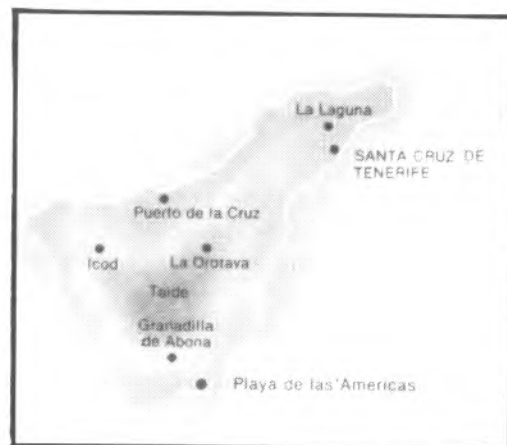 La Laguna
SANTA CRUZ DE
TENERIFE
Puerto de la Cruz
Icod
La Orotava
Taide
Granadilla
de Abona
Playa de las Americas